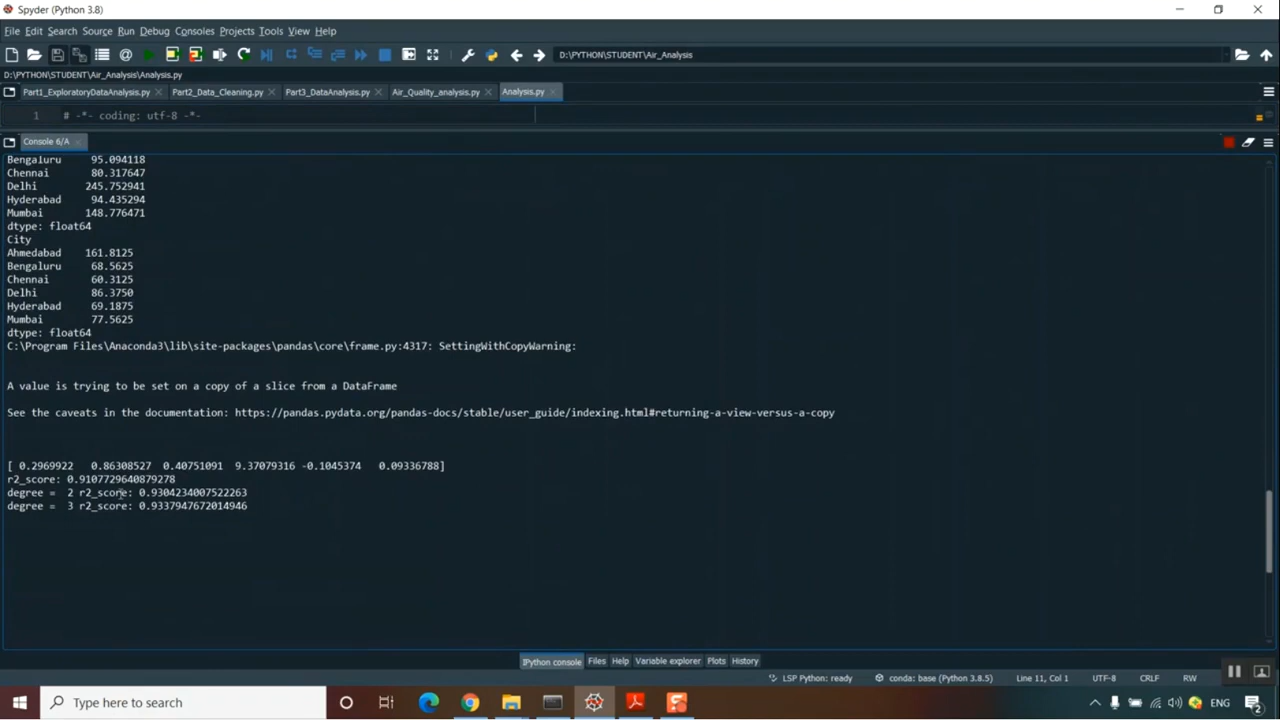 Spyder (Python 3.8)
File Edit Search Source Run Debug Consoles Projects Tools View Help
D:\PYTHON\STUDENT\Air_Analysis
D:\PYTHON\STUDENT\Air_Analysis\Analysis.py
Part1_ExploratoryDataAnalysis.py Part2_Data_Cleaning.py Part3_DataAnalysis.py Air_Quality_analysis.py Analysis.py
1 # -*- coding: utf-8 -*-
Console 6/A
Bengaluru 95.094118
Chennai 80.317647
Delhi 245.752941
Hyderabad 94.435294
Mumbai 148.776471
dtype: float64
City
Ahmedabad 161.8125
Bengaluru 68.5625
Chennai 60.3125
Delhi 86.3750
Hyderabad 69.1875
Mumbai 77.5625
dtype: float64
C:\Program Files\Anaconda3\lib\site-packages\pandas\core\frame.py:4317: SettingWithCopyWarning:
A value is trying to be set on a copy of a slice from a DataFrame
See the caveats in the documentation: https://pandas.pydata.org/pandas-docs/stable/user_guide/indexing.html#returning-a-view-versus-a-copy
[ 0.2969922 0.86308527 0.40751091 9.37079316 -0.1045374 0.09336788]
r2_score: 0.9107729640879278
degree = 2 r2_score: 0.9304234007522263
degree = 3 r2_score: 0.9337947672014946
IPython console Files Help Variable explorer Plots History
LSP Python: ready conda: base (Python 3.8.5) Line 11, Col 1 UTF-8 CRLF RW
Type here to search
2